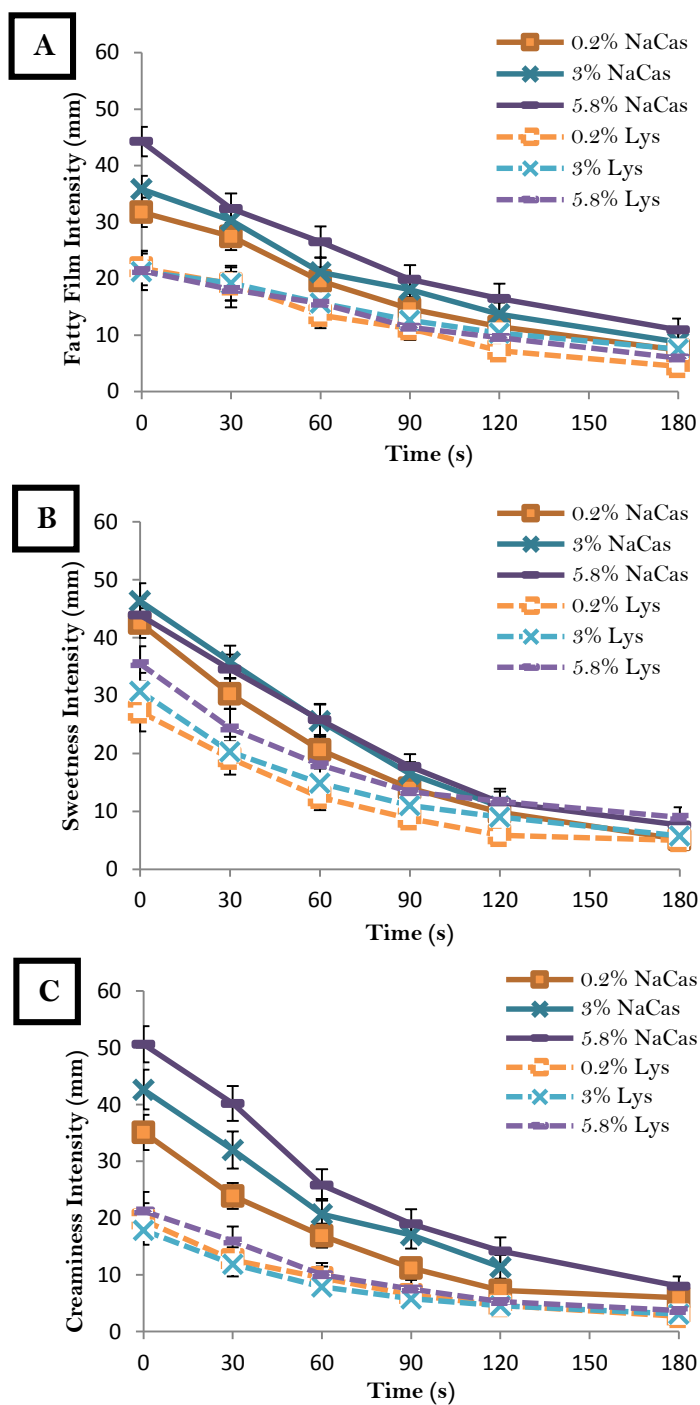 A
60
50
40
30
20
10
0
Fatty Film Intensity (mm)
0 30 60 90 120 150 180
Time (s)
0.2% NaCas
3% NaCas
5.8% NaCas
0.2% Lys
3% Lys
5.8% Lys
B
60
50
40
30
20
10
0
Sweetness Intensity (mm)
0 30 60 90 120 150 180
Time (s)
0.2% NaCas
3% NaCas
5.8% NaCas
0.2% Lys
3% Lys
5.8% Lys
C
60
50
40
30
20
10
0
Creaminess Intensity (mm)
0 30 60 90 120 150 180
Time (s)
0.2% NaCas
3% NaCas
5.8% NaCas
0.2% Lys
3% Lys
5.8% Lys